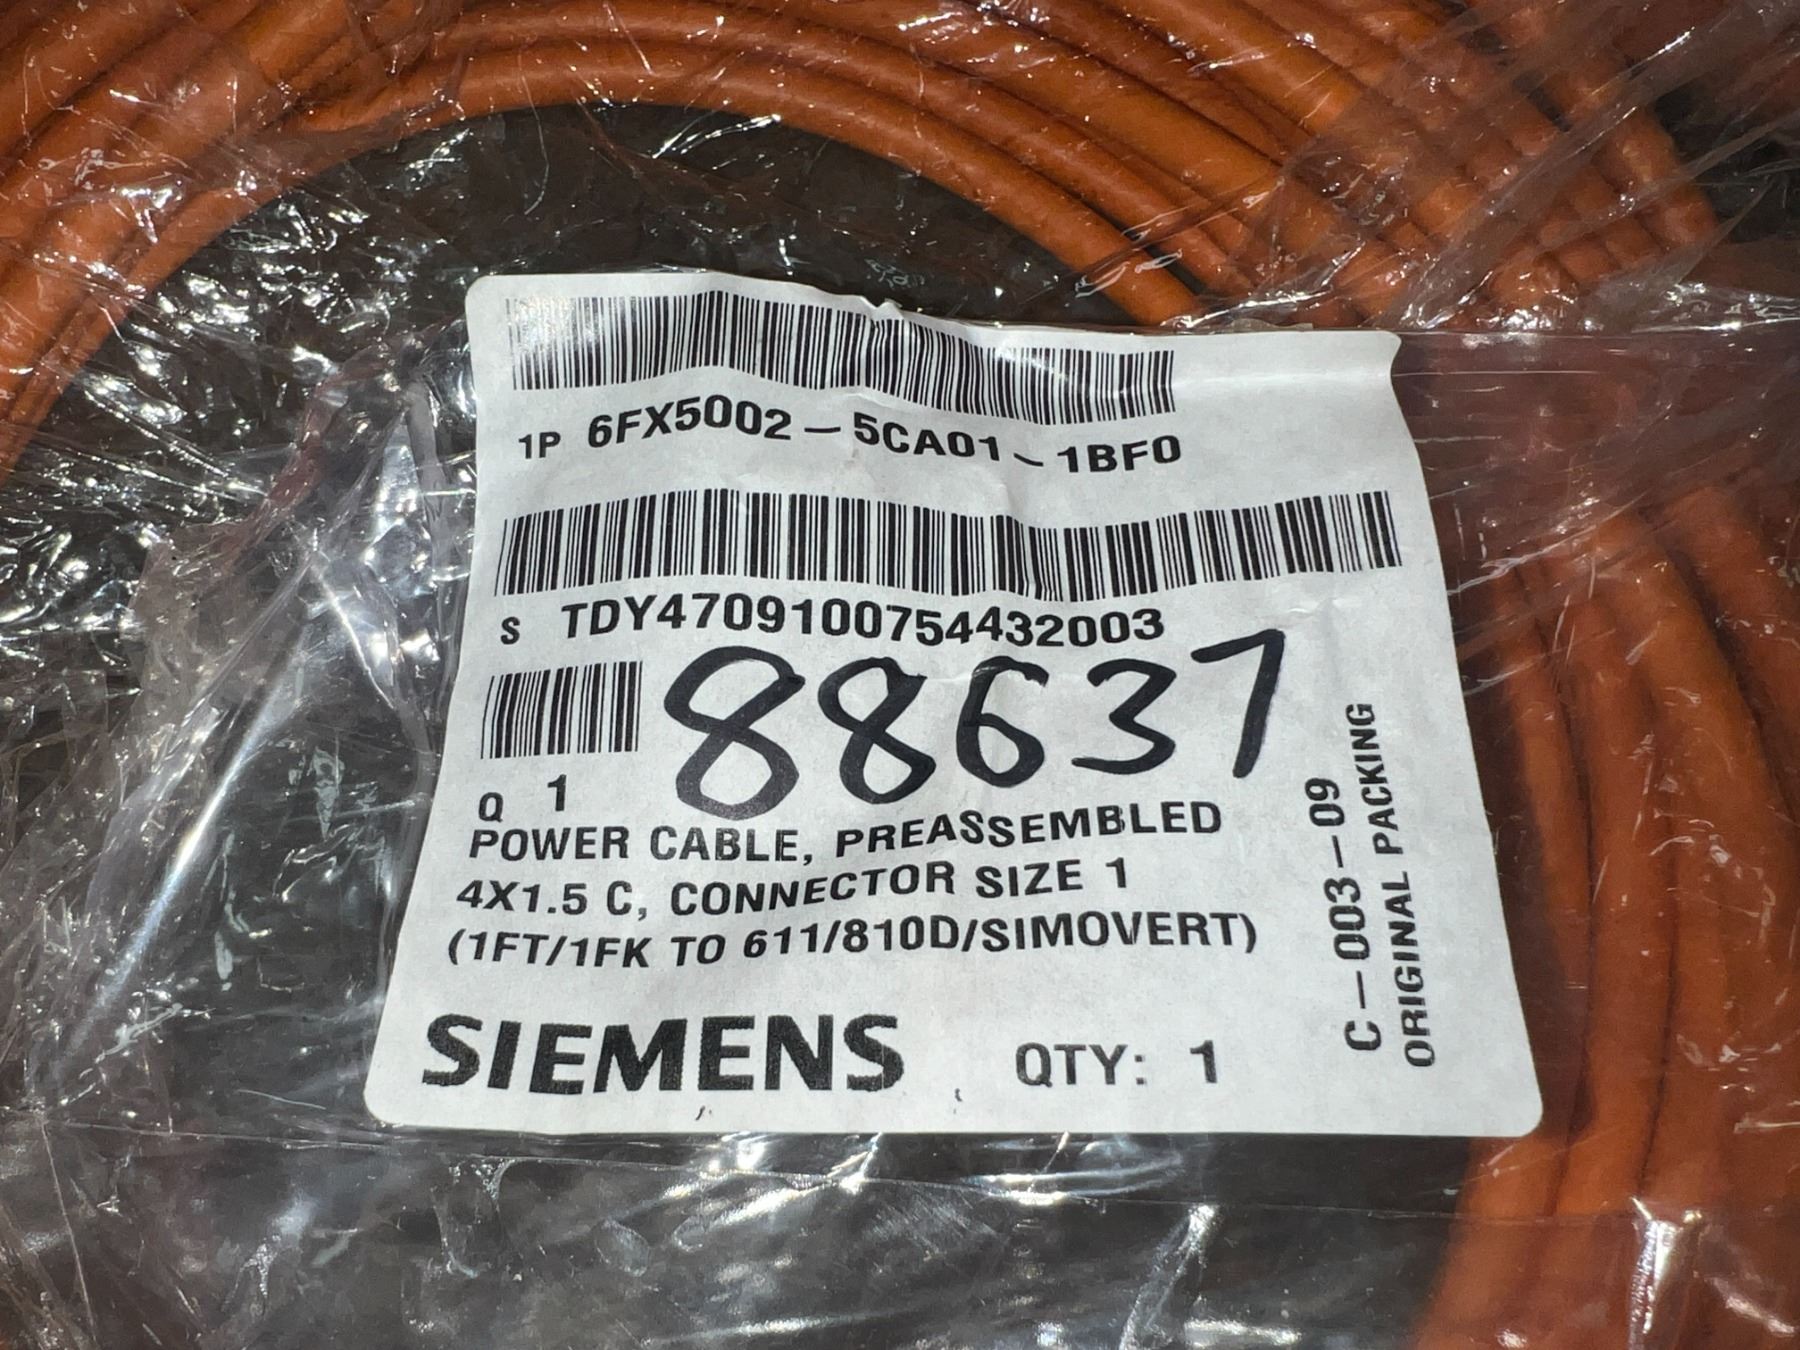 1P 6FX5002-5CA01-1BF0
S TDY4709100754432003
88637
Q 1
POWER CABLE, PREASSEMBLED
4X1.5 C, CONNECTOR SIZE 1
(1FT/1FK TO 611/810D/SIMOVERT)
SIEMENS QTY: 1
C-003-09
ORIGINAL PACKING